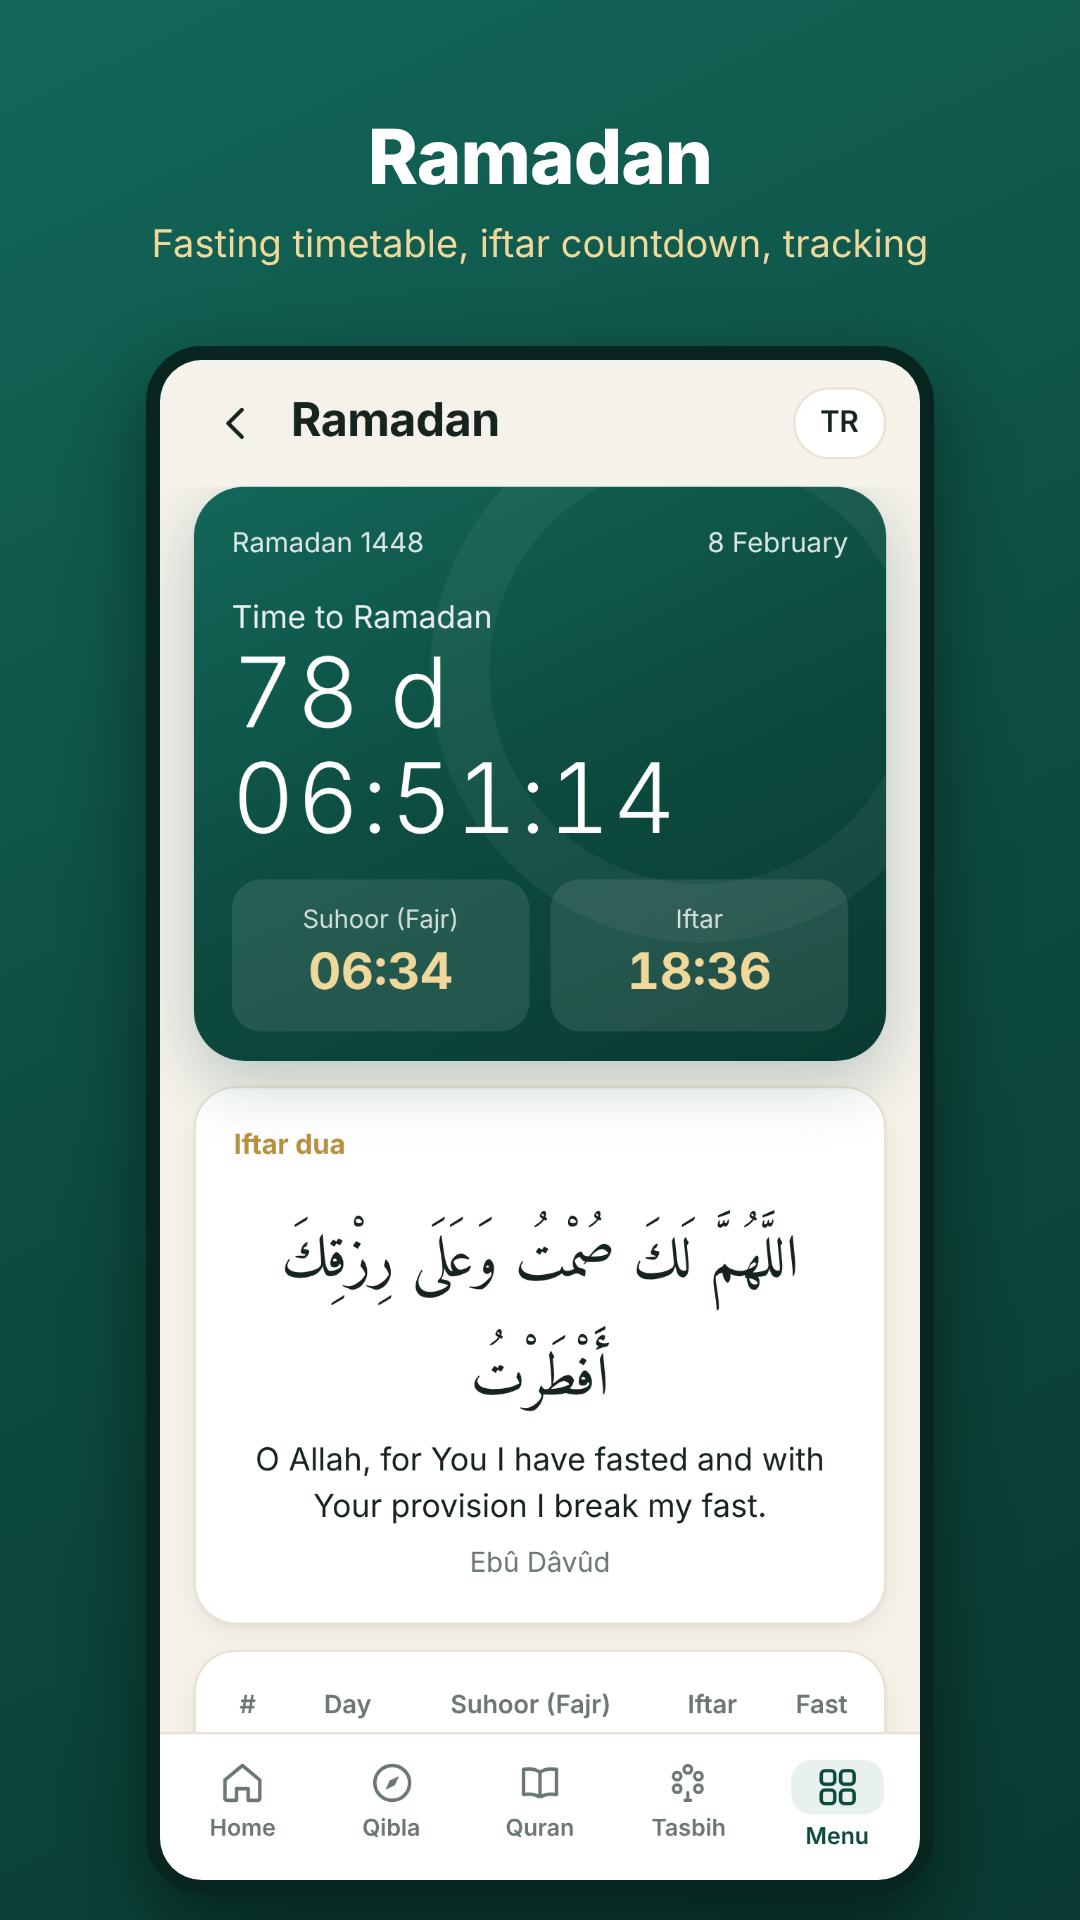 Ramadan
Fasting timetable, iftar countdown, tracking
Ramadan
TR
Ramadan 1448
8 February
Time to Ramadan
78 d
06:51:14
Suhoor (Fajr)
Iftar
06:34
18:36
Iftar dua
اللَّهُمَّ لَكَ صُمْتُ وَعَلَى رِزْقِكَ
أَفْطَرْتُ
O Allah, for You I have fasted and with
Your provision I break my fast.
Ebû Dâvûd
# Day Suhoor (Fajr) Iftar Fast
Home Qibla Quran Tasbih Menu